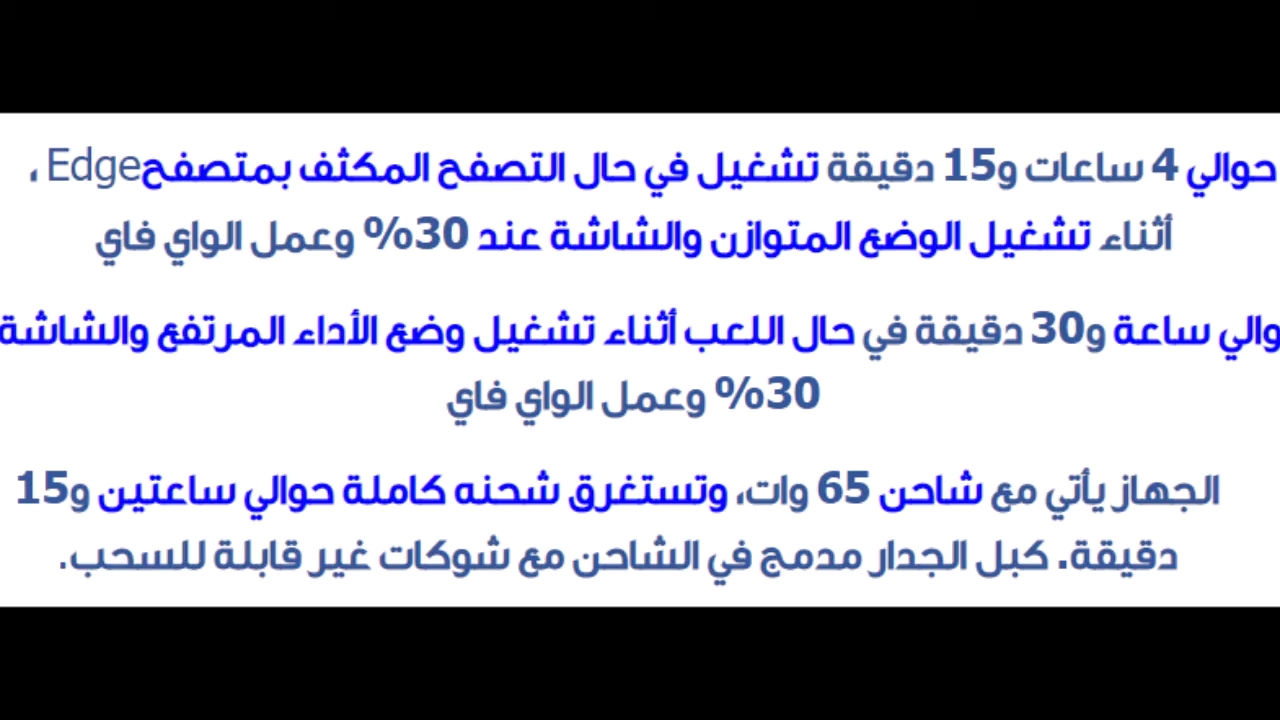 حوالي 4 ساعات و15 دقيقة تشغيل في حال التصفح المكثف بمتصفحEdge ،
أثناء تشغيل الوضع المتوازن والشاشة عند 30% وعمل الواي فاي
والي ساعة و30 دقيقة في حال اللعب أثناء تشغيل وضع الأداء المرتفع والشاشة
30% وعمل الواي فاي
الجهاز يأتي مع شاحن 65 وات، وتستغرق شحنه كاملة حوالي ساعتين و15
دقيقة. كبل الجدار مدمج في الشاحن مع شوكات غير قابلة للسحب.